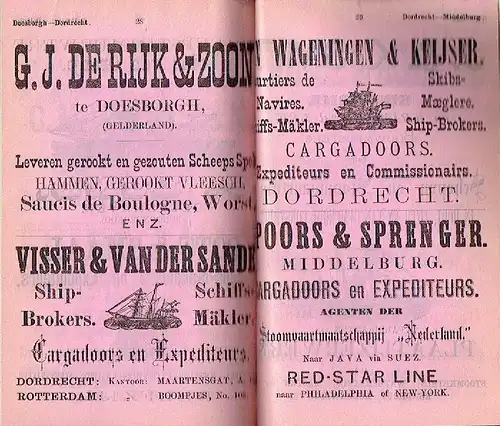 Doesborgh—Dordrecht. 28
G. J. DE RIJK & ZOON
te DOESBORGH,
(GELDERLAND).
Leveren gerookt en gezouten Scheeps
HAMMEN, GEROOKT VLEESCH,
Saucis de Boulogne, Worst,
ENZ.
VISSER & VAN DER SANDE
Ship- Schiffs-
Brokers. Mäkler.
Cargadoors en Expediteurs.
DORDRECHT: KANTOOR: MAARTENSGAT, A.
ROTTERDAM: " BOOMPJES, No.
29 Dordrecht—Middelburg
N WAGENINGEN & KEIJSER.
urtiers de Skibs-
Navires. Mæglere.
iffs-Mäkler. Ship-Brokers.
CARGADOORS.
Expediteurs en Commissionairs.
DORDRECHT.
POORS & SPRENGER.
MIDDELBURG.
CARGADOORS en EXPEDITEURS.
AGENTEN DER
Stoomvaartmaatschappij „Nederland."
Naar JAVA via SUEZ.
RED-STAR LINE
naar PHILADELPHIA of NEW-YORK.